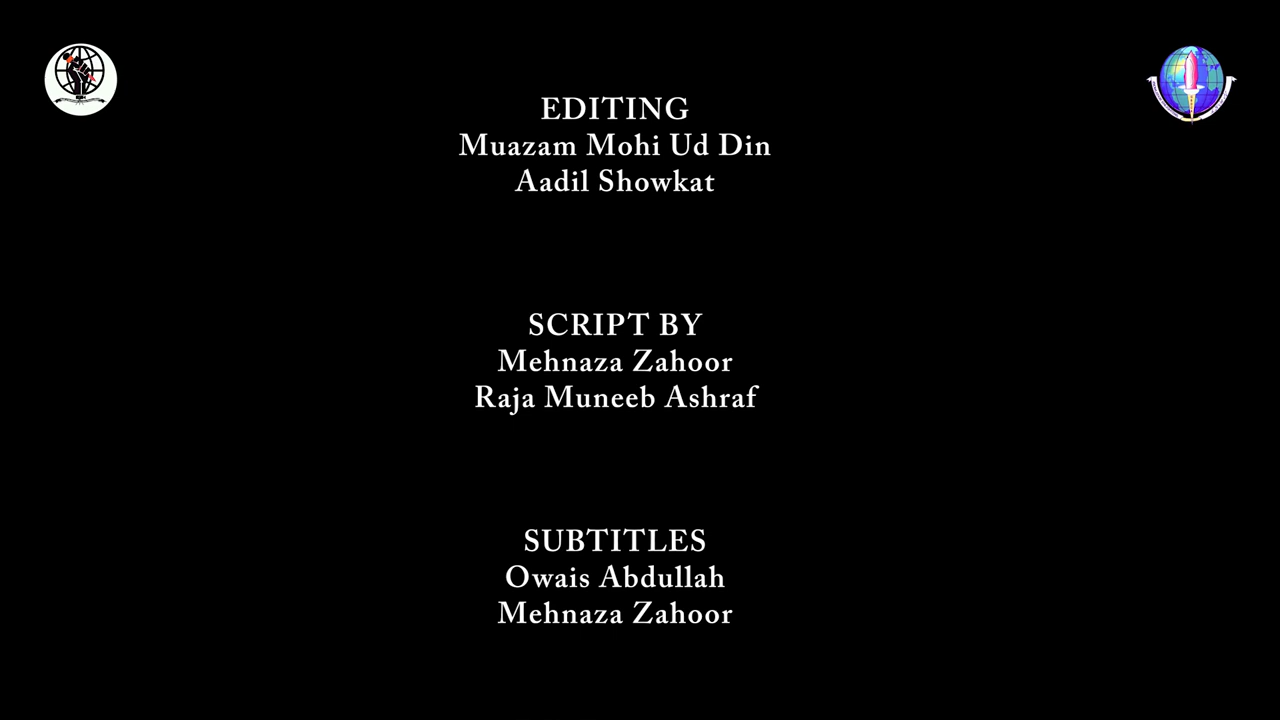 EDITING
Muazam Mohi Ud Din
Aadil Showkat
SCRIPT BY
Mehnaza Zahoor
Raja Muneeb Ashraf
SUBTITLES
Owais Abdullah
Mehnaza Zahoor